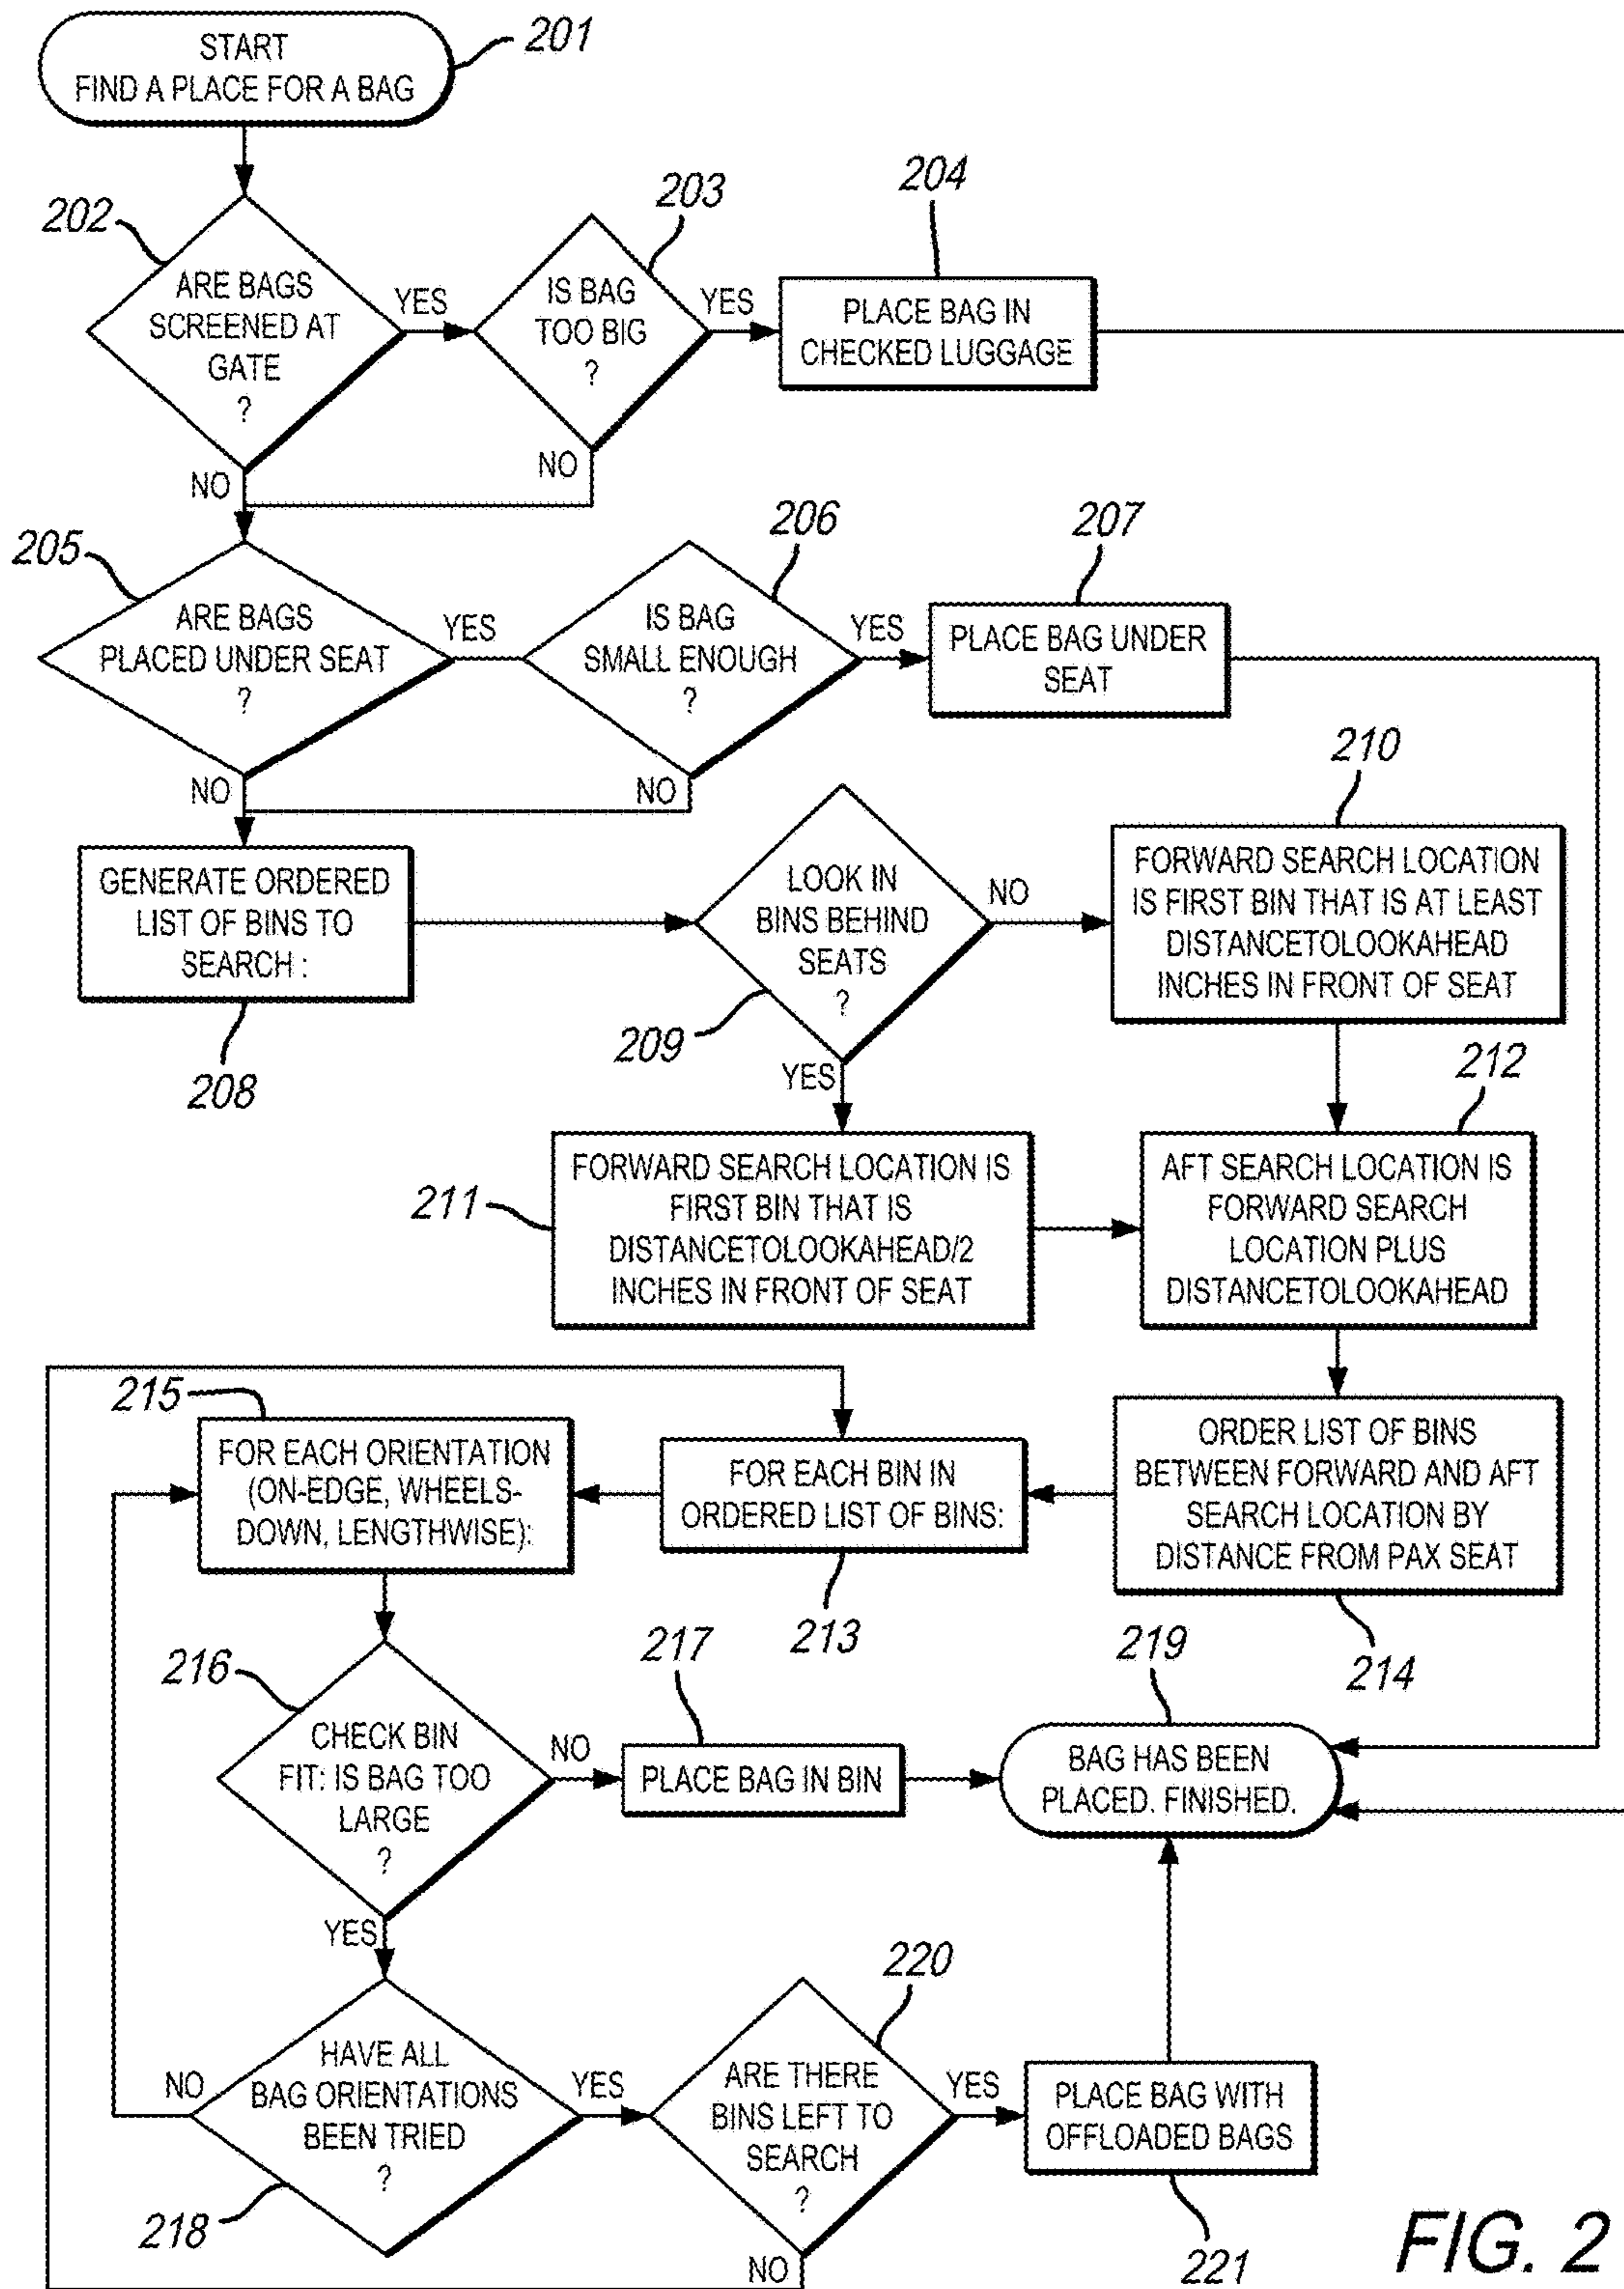 START
FIND A PLACE FOR A BAG
201
202
ARE BAGS
SCREENED AT
GATE
?
YES
NO
203
IS BAG
TOO BIG
?
YES
NO
204
PLACE BAG IN
CHECKED LUGGAGE
205
ARE BAGS
PLACED UNDER SEAT
?
YES
NO
206
IS BAG
SMALL ENOUGH
?
YES
NO
207
PLACE BAG UNDER
SEAT
GENERATE ORDERED
LIST OF BINS TO
SEARCH :
208
LOOK IN
BINS BEHIND
SEATS
?
209
NO
YES
210
FORWARD SEARCH LOCATION
IS FIRST BIN THAT IS AT LEAST
DISTANCETOLOOKAHEAD
INCHES IN FRONT OF SEAT
211
FORWARD SEARCH LOCATION IS
FIRST BIN THAT IS
DISTANCETOLOOKAHEAD/2
INCHES IN FRONT OF SEAT
212
AFT SEARCH LOCATION IS
FORWARD SEARCH
LOCATION PLUS
DISTANCETOLOOKAHEAD
ORDER LIST OF BINS
BETWEEN FORWARD AND AFT
SEARCH LOCATION BY
DISTANCE FROM PAX SEAT
214
FOR EACH BIN IN
ORDERED LIST OF BINS:
213
215
FOR EACH ORIENTATION
(ON-EDGE, WHEELS-
DOWN, LENGTHWISE):
216
CHECK BIN
FIT: IS BAG TOO
LARGE
?
NO
YES
217
PLACE BAG IN BIN
219
BAG HAS BEEN
PLACED. FINISHED.
HAVE ALL
BAG ORIENTATIONS
BEEN TRIED
?
218
NO
YES
220
ARE THERE
BINS LEFT TO
SEARCH
?
YES
NO
PLACE BAG WITH
OFFLOADED BAGS
221
FIG. 2